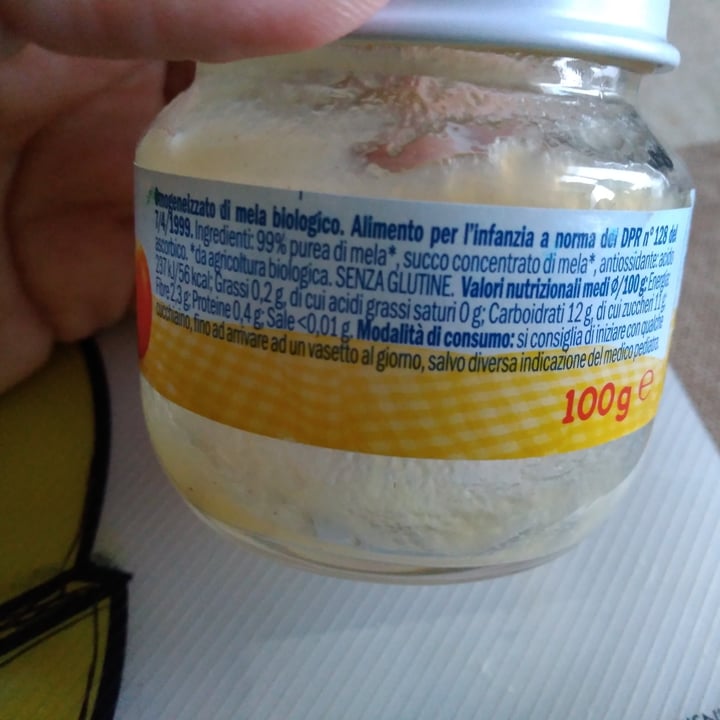 Omogeneizzato di mela biologico. Alimento per l'infanzia a norma del DPR n° 128 del
7/4/1999. Ingredienti: 99% purea di mela*, succo concentrato di mela*, antiossidante: acido
ascorbico. *da agricoltura biologica. SENZA GLUTINE. Valori nutrizionali medi Ø/100 g: Energia:
237 kJ/56 kcal; Grassi 0,2 g, di cui acidi grassi saturi 0 g; Carboidrati 12 g, di cui zuccheri 11 g;
Fibre 2,3 g; Proteine 0,4 g; Sale <0,01 g. Modalità di consumo: si consiglia di iniziare con qualche
cucchiaino, fino ad arrivare ad un vasetto al giorno, salvo diversa indicazione del medico pediatra.
100 g e